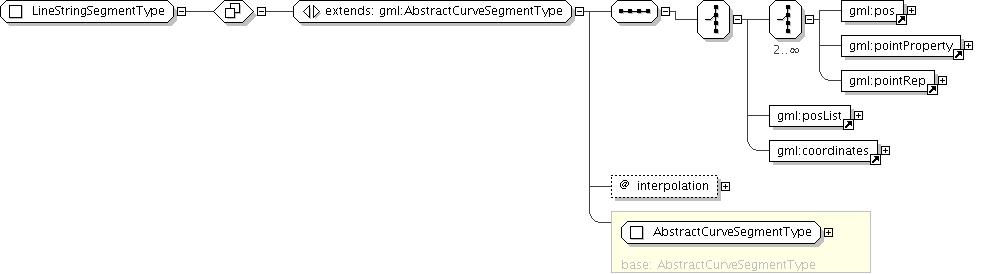 LineStringSegmentType
extends: gml:AbstractCurveSegmentType
2..∞
gml:pos
gml:pointProperty
gml:pointRep
gml:posList
gml:coordinates
@ interpolation
AbstractCurveSegmentType
base: AbstractCurveSegmentType